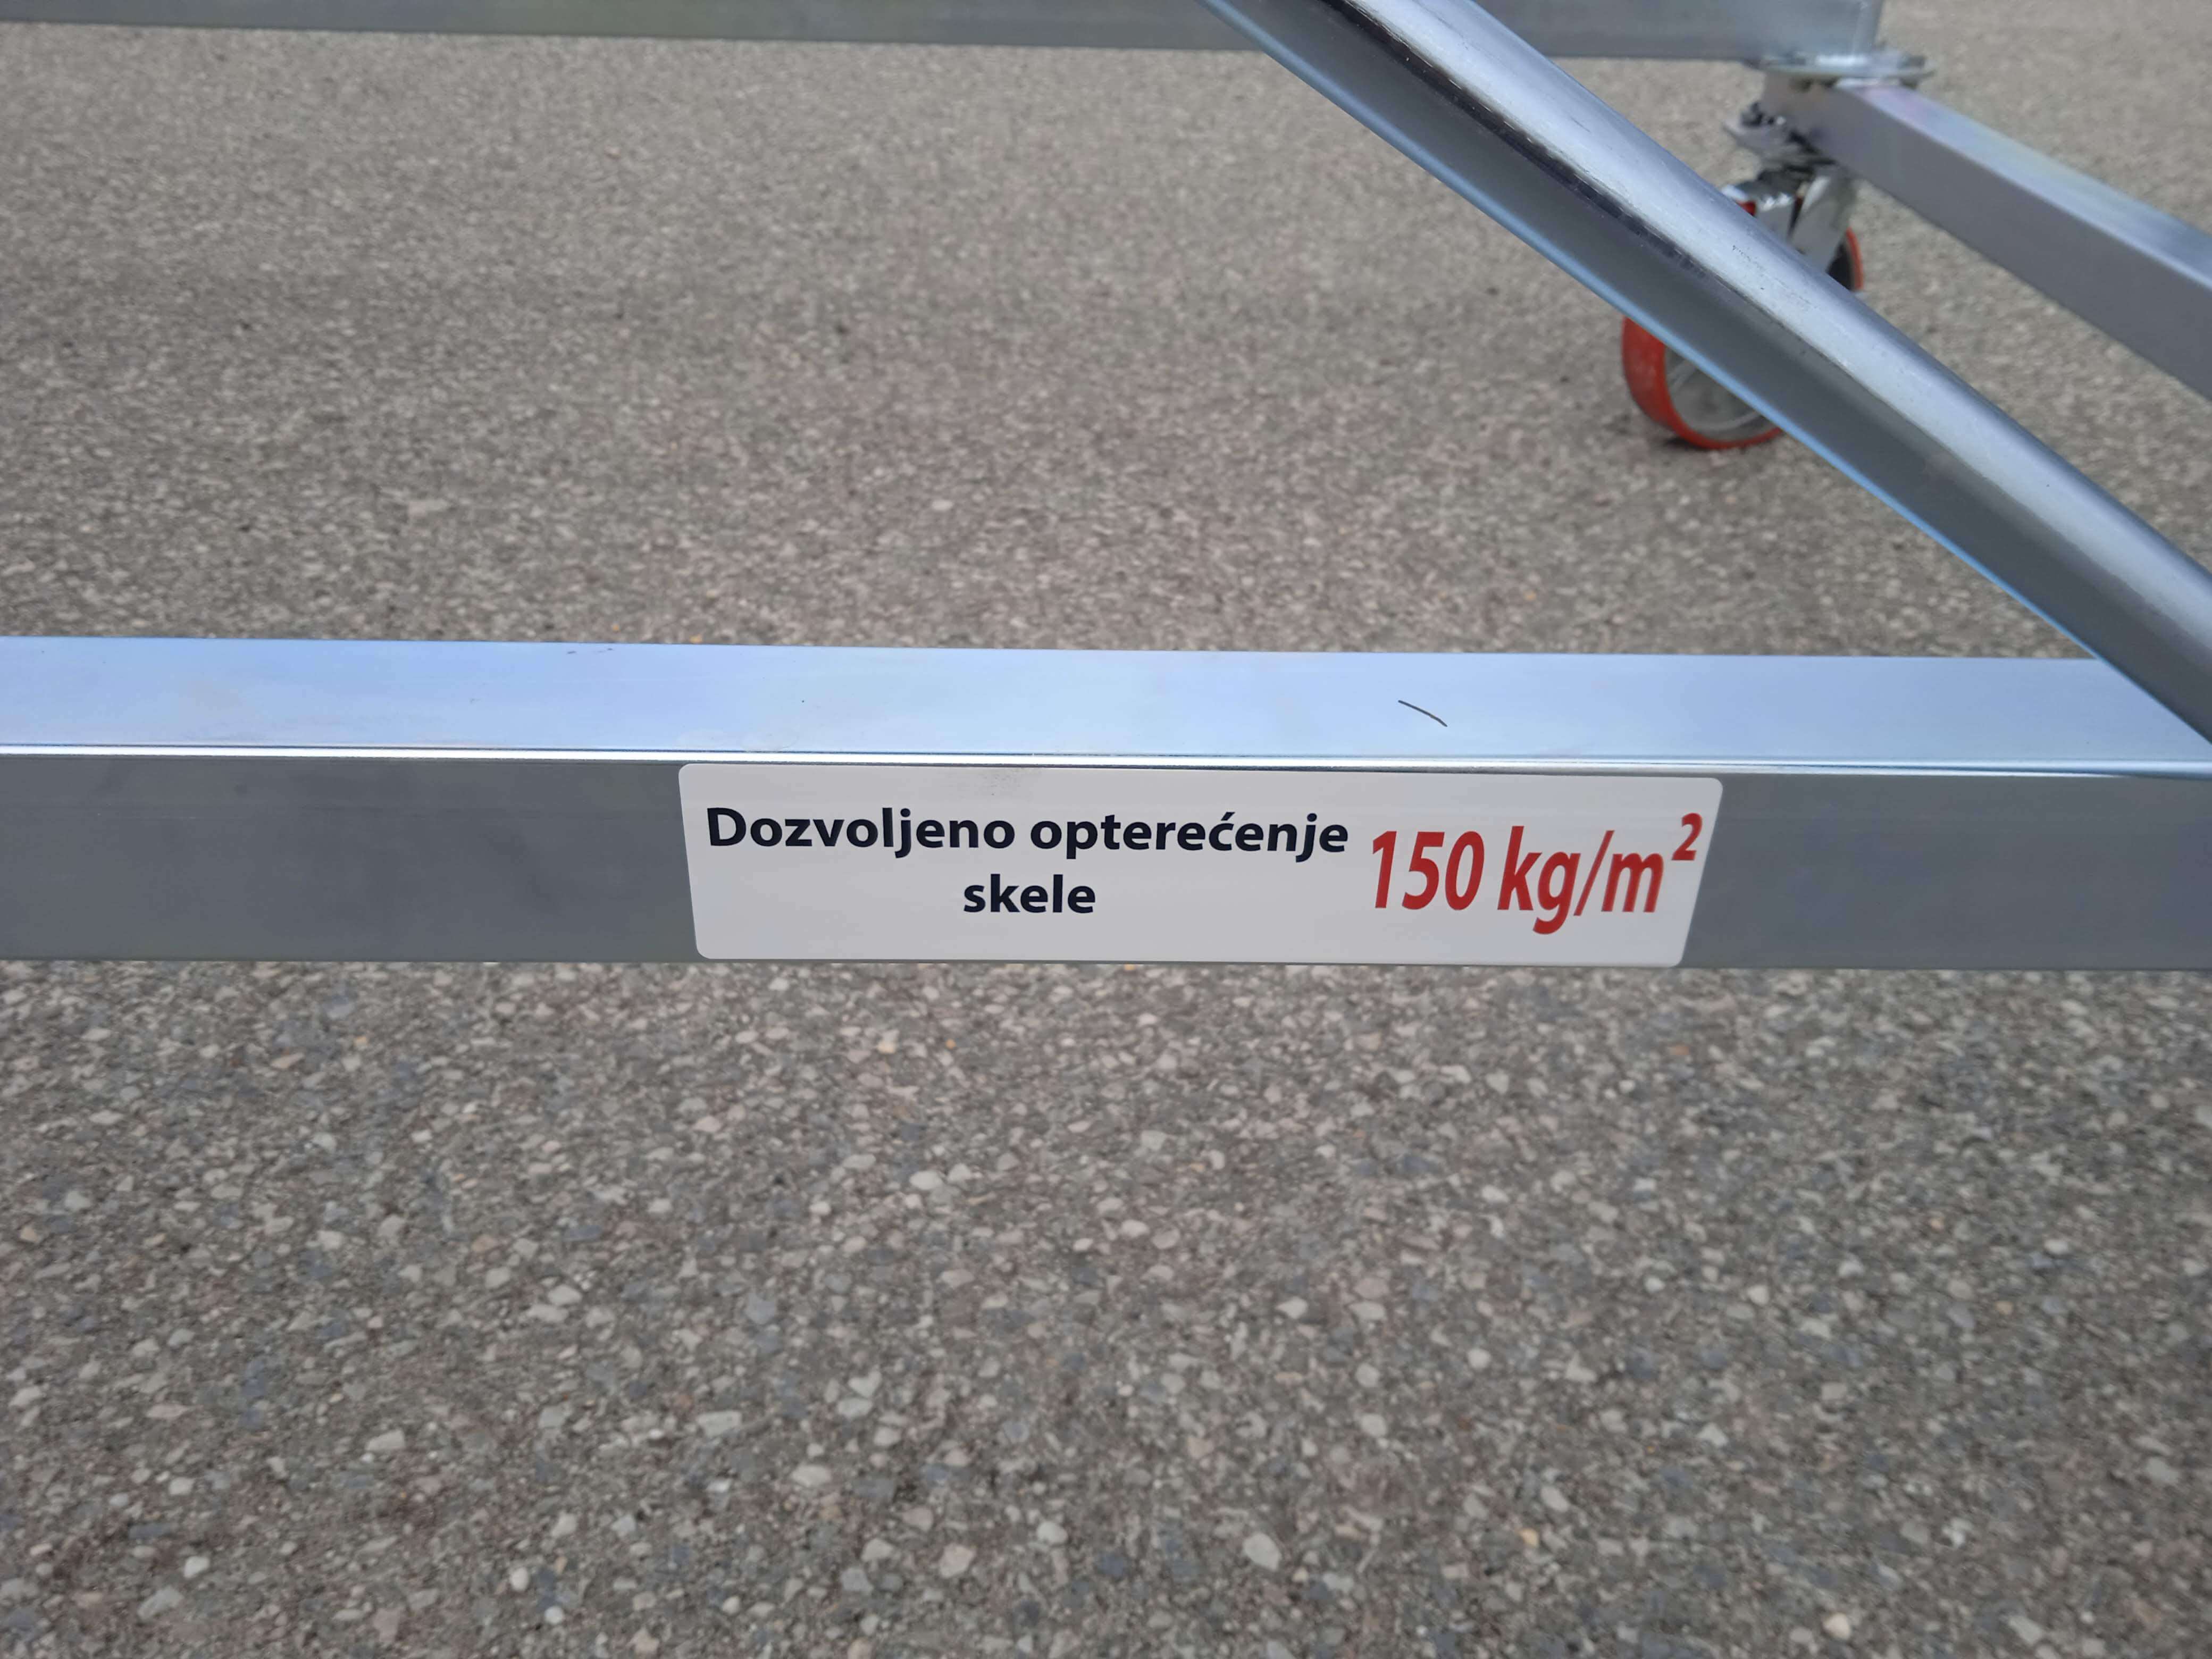 Dozvoljeno opterećenje
skele
150 kg/m²